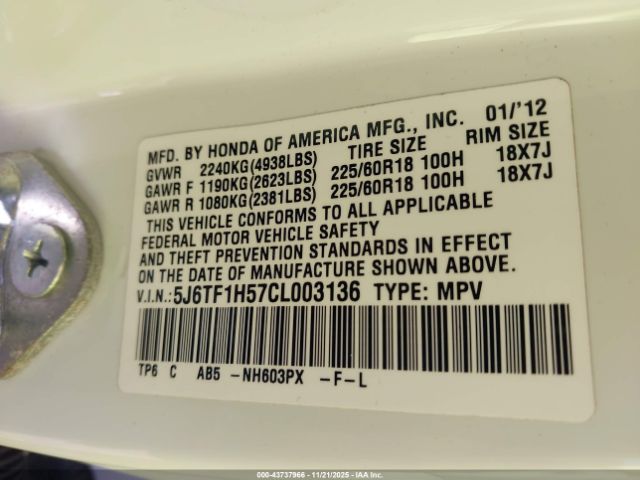 MFD. BY HONDA OF AMERICA MFG., INC. 01/'12
GVWR 2240KG(4938LBS) TIRE SIZE RIM SIZE
GAWR F 1190KG(2623LBS) 225/60R18 100H 18X7J
GAWR R 1080KG(2381LBS) 225/60R18 100H 18X7J
THIS VEHICLE CONFORMS TO ALL APPLICABLE
FEDERAL MOTOR VEHICLE SAFETY
AND THEFT PREVENTION STANDARDS IN EFFECT
ON THE DATE OF MANUFACTURE SHOWN ABOVE.
V.I.N.:5J6TF1H57CL003136 TYPE: MPV
TP6 C AB5 -NH603PX -F-L
000-43737966 - 11/21/2025 - IAA Inc.